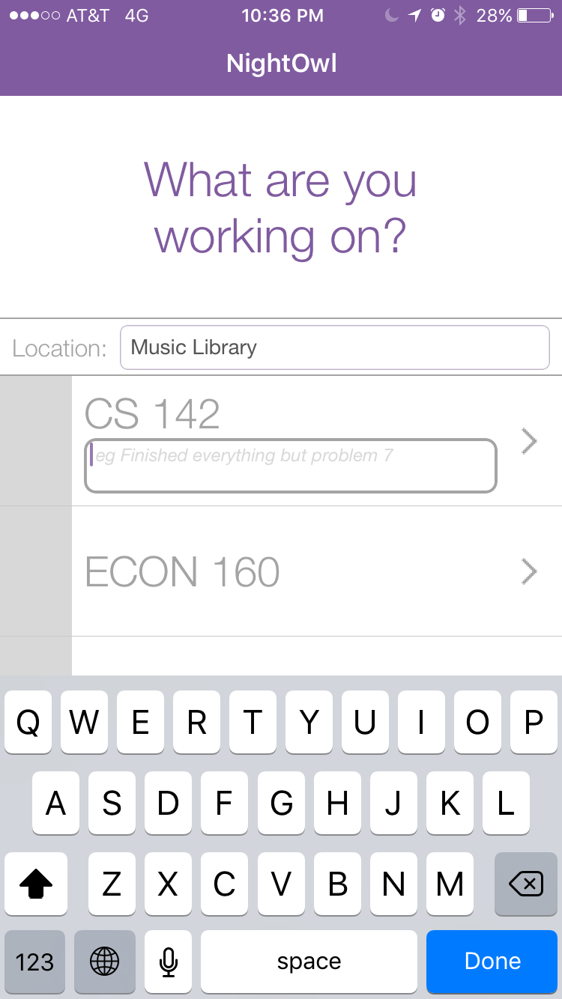 AT&T 4G 10:36 PM 28%
NightOwl
What are you
working on?
Location: Music Library
CS 142
eg Finished everything but problem 7
ECON 160
Q W E R T Y U I O P
A S D F G H J K L
Z X C V B N M
123 space Done